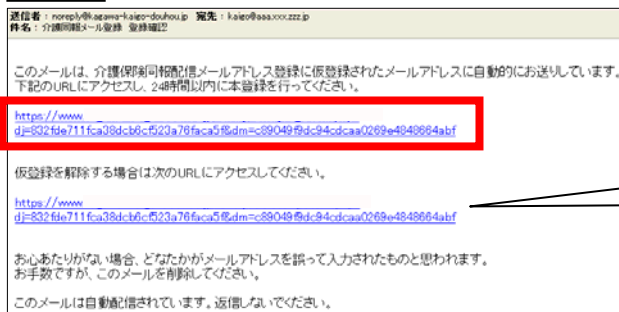 送信者：noreply@kagawa-kaigo-douhou.jp 宛先：kaigo@aaa.xxx.zzz.jp
件名：介護同報メール登録 登録確認
このメールは、介護保険同報配信メールアドレス登録に仮登録されたメールアドレスに自動的にお送りしています。
下記のURLにアクセスし、24時間以内に本登録を行ってください。
https://www
dj=832fde711fca38dcb6cf523a76faca5f&dm=c89049f9dc94cdcaa0269e4848664abf
仮登録を解除する場合は次のURLにアクセスしてください。
https://www
dj=832fde711fca38dcb6cf523a76faca5f&dm=c89049f9dc94cdcaa0269e4848664abf
お心あたりがない場合、どなたかがメールアドレスを誤って入力されたものと思われます。
お手数ですが、このメールを削除してください。
このメールは自動配信されています。返信しないでください。